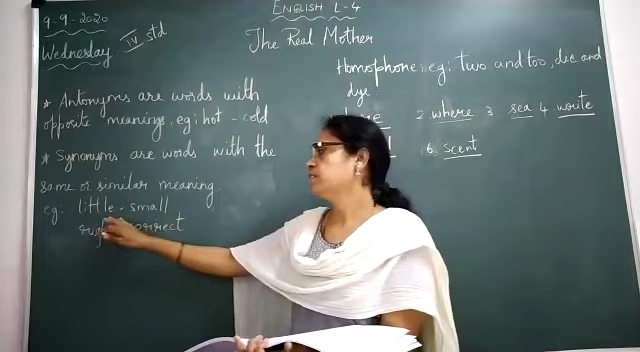 9-9-2020
Wednesday
IV std
ENGLISH L-4
The Real Mother
* Antonyms are words with
opposite meanings. eg: hot - cold
* Synonyms are words with the
same or similar meaning.
eg: little - small
correct
Homophone: eg: two and too, die and
dye.
2 where 3 sea 4 write
6. scent